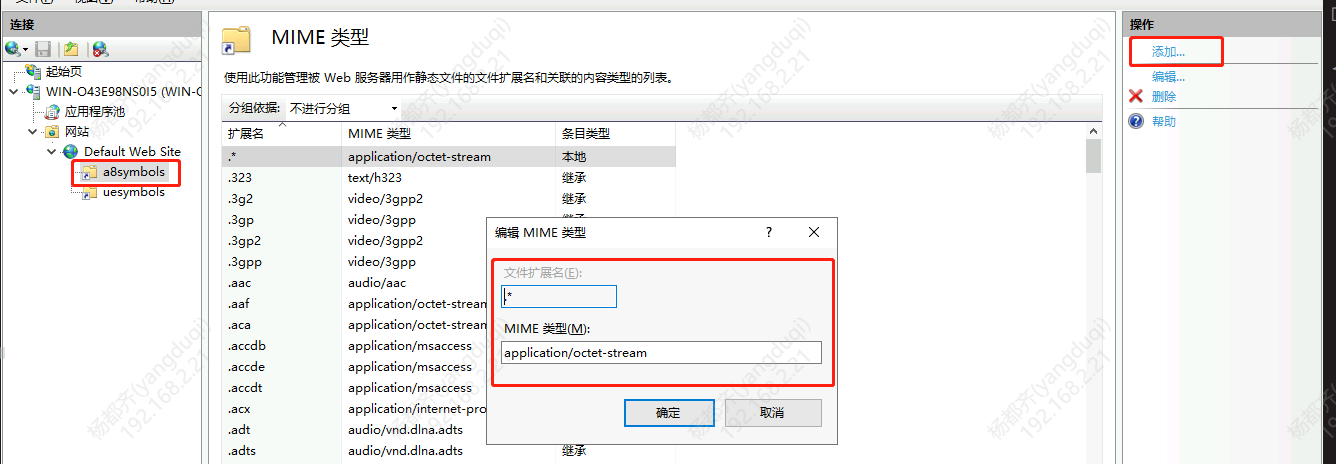 连接
起始页
WIN-O43E98NS0I5 (WIN-O
应用程序池
网站
Default Web Site
a8symbols
uesymbols
MIME 类型
使用此功能管理被 Web 服务器用作静态文件的文件扩展名和关联的内容类型的列表。
分组依据: 不进行分组
扩展名 MIME 类型 条目类型
.* application/octet-stream 本地
.323 text/h323 继承
.3g2 video/3gpp2 继承
.3gp video/3gpp 继承
.3gp2 video/3gpp2
.3gpp video/3gpp
.aac audio/aac
.aaf application/octet-stream
.aca application/octet-stream
.accdb application/msaccess
.accde application/msaccess
.accdt application/msaccess
.acx application/internet-pro
.adt audio/vnd.dlna.adts
.adts audio/vnd.dlna.adts 继承
编辑 MIME 类型 ?
文件扩展名(E):
.*
MIME 类型(M):
application/octet-stream
确定 取消
操作
添加...
编辑...
删除
帮助
杨都齐(yangduqi)
192.168.2.21